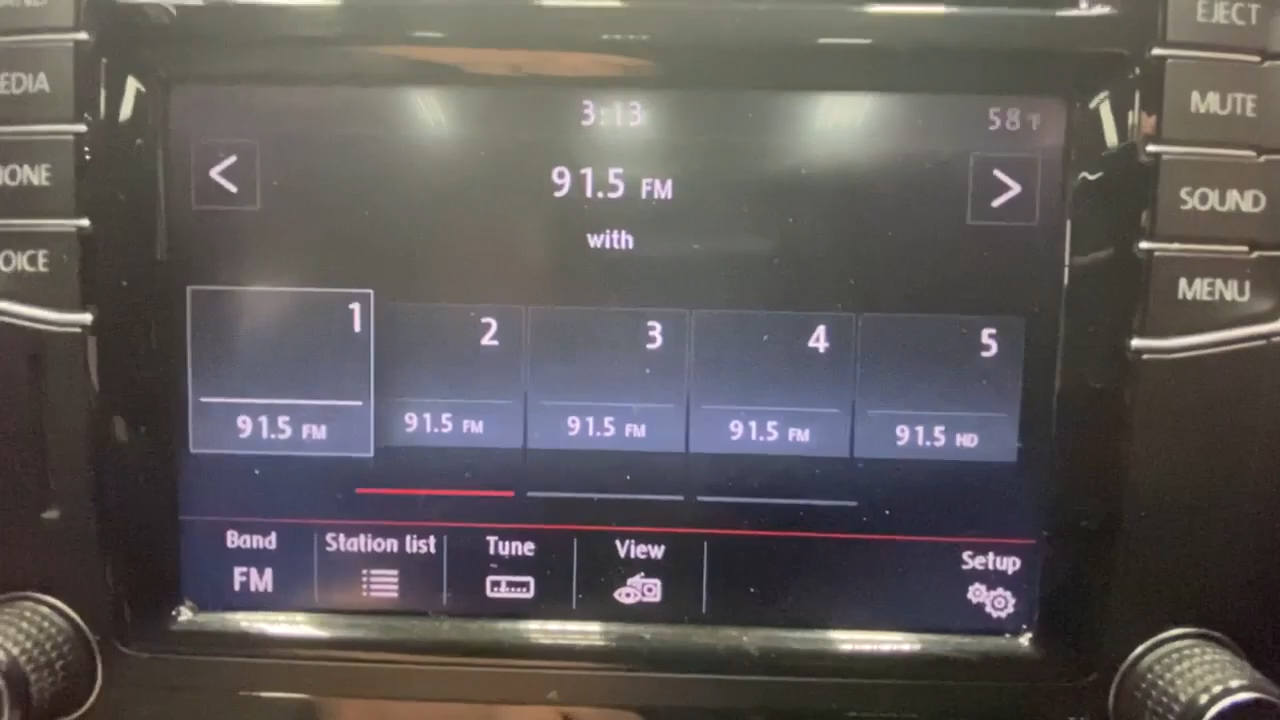 EJECT
EDIA
MUTE
IONE
SOUND
OICE
MENU
3:13
58°F
<
91.5 FM
>
with
1
2
3
4
5
91.5 FM
91.5 FM
91.5 FM
91.5 FM
91.5 HD
Band
Station list
Tune
View
Setup
FM